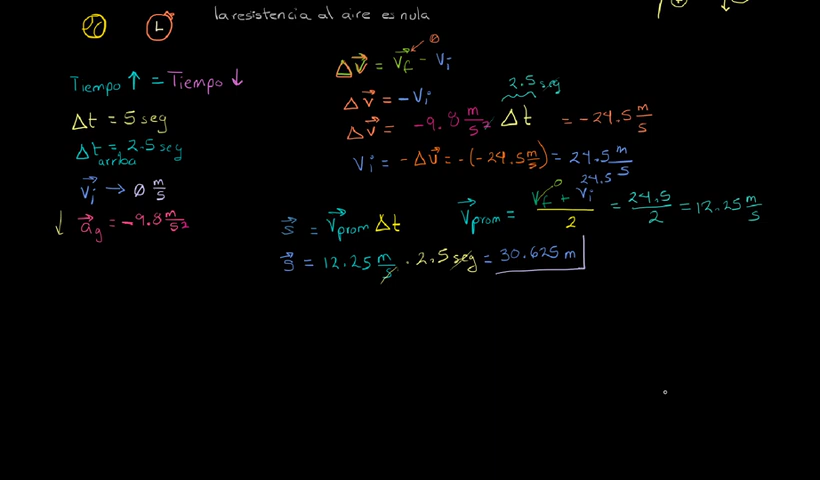 la resistencia al aire es nula
L
Tiempo ↑ = Tiempo ↓
Δt = 5 seg
Δt arriba = 2.5 seg
V⃗i → 0 m/s
↓ a⃗g = -9.8 m/s²
ΔV⃗ = V⃗f - Vi
0
ΔV⃗ = -Vi
2.5 seg
ΔV⃗ = -9.8 m/s² Δt = -24.5 m/s
Vi = -ΔV⃗ = -(-24.5 m/s) = 24.5 m/s
S⃗ = V⃗prom Δt
0 24.5
V⃗prom = Vf + Vi / 2 = 24.5 / 2 = 12.25 m/s
S⃗ = 12.25 m/s · 2.5 seg = 30.625 m